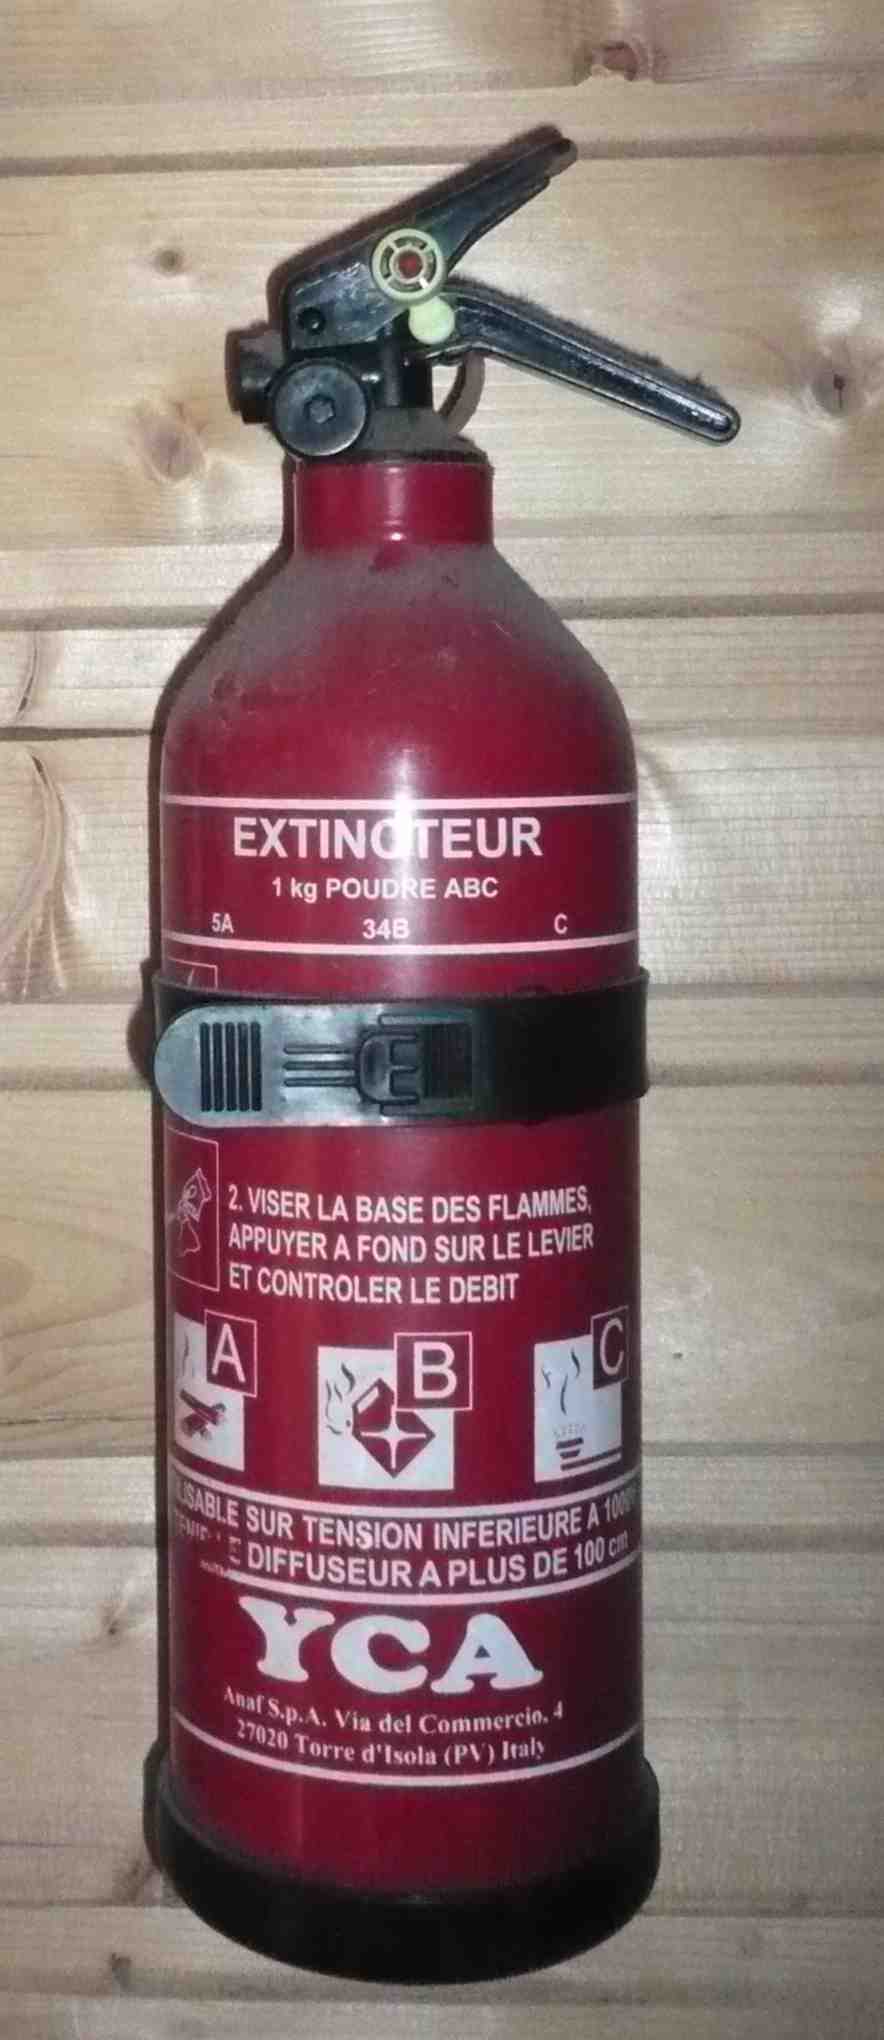 EXTINCTEUR
1 kg POUDRE ABC
5A 34B C
2. VISER LA BASE DES FLAMMES,
APPUYER A FOND SUR LE LEVIER
ET CONTROLER LE DEBIT
A B C
SUR TENSION INFERIEURE A
DIFFUSEUR A PLUS DE 100 cm
YCA
Anaf S.p.A. Via del Commercio, 4
27020 Torre d'Isola (PV) Italy